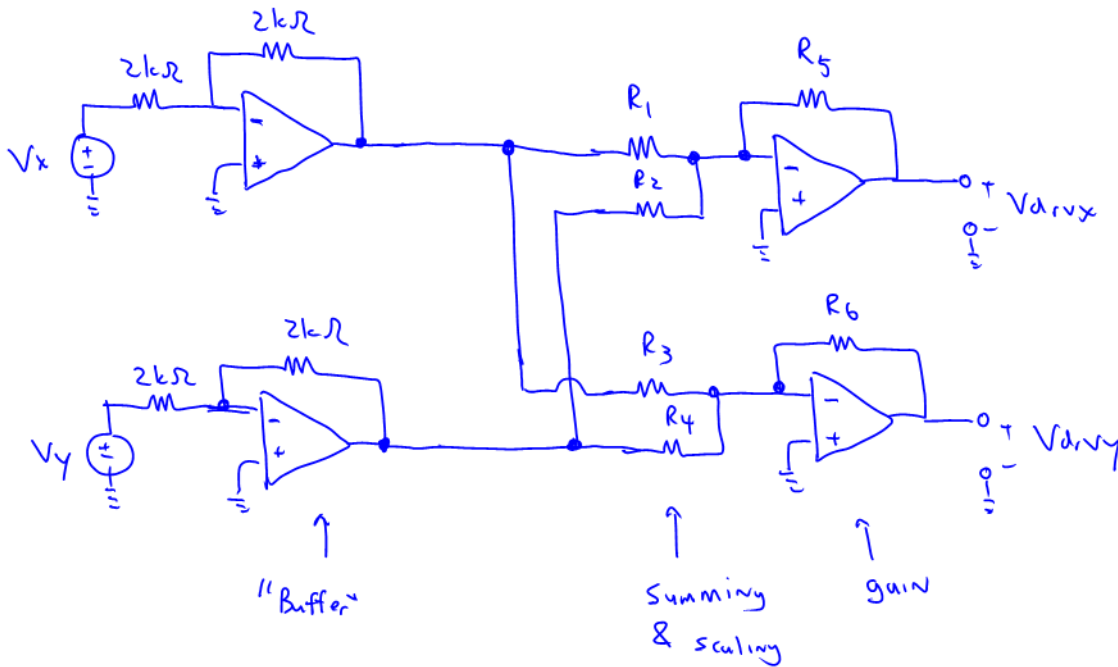 2kΩ
2kΩ
Vx
+
-
-
+
R1
R2
R5
-
+
+
Vdrvx
-
2kΩ
2kΩ
Vy
+
-
-
+
R3
R4
R6
-
+
+
Vdrvy
-
"Buffer"
summing
& scaling
gain